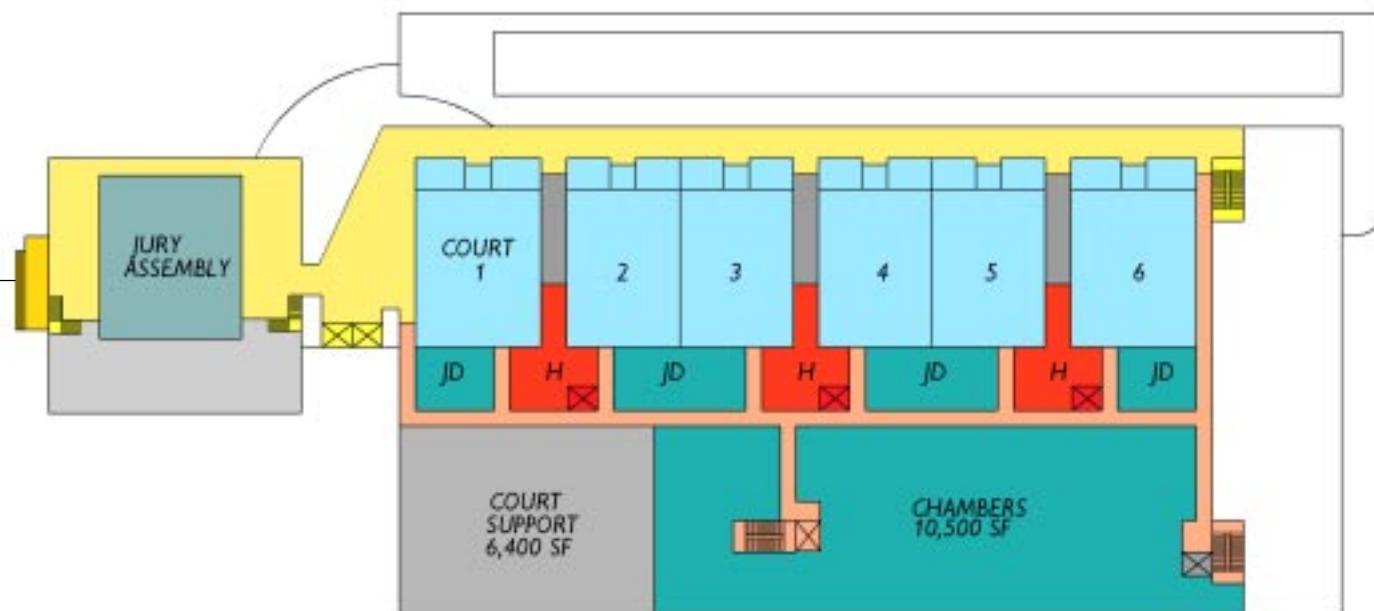 JURY
ASSEMBLY
COURT
1
2
3
4
5
6
JD
H
JD
H
JD
H
JD
COURT
SUPPORT
6,400 SF
CHAMBERS
10,500 SF